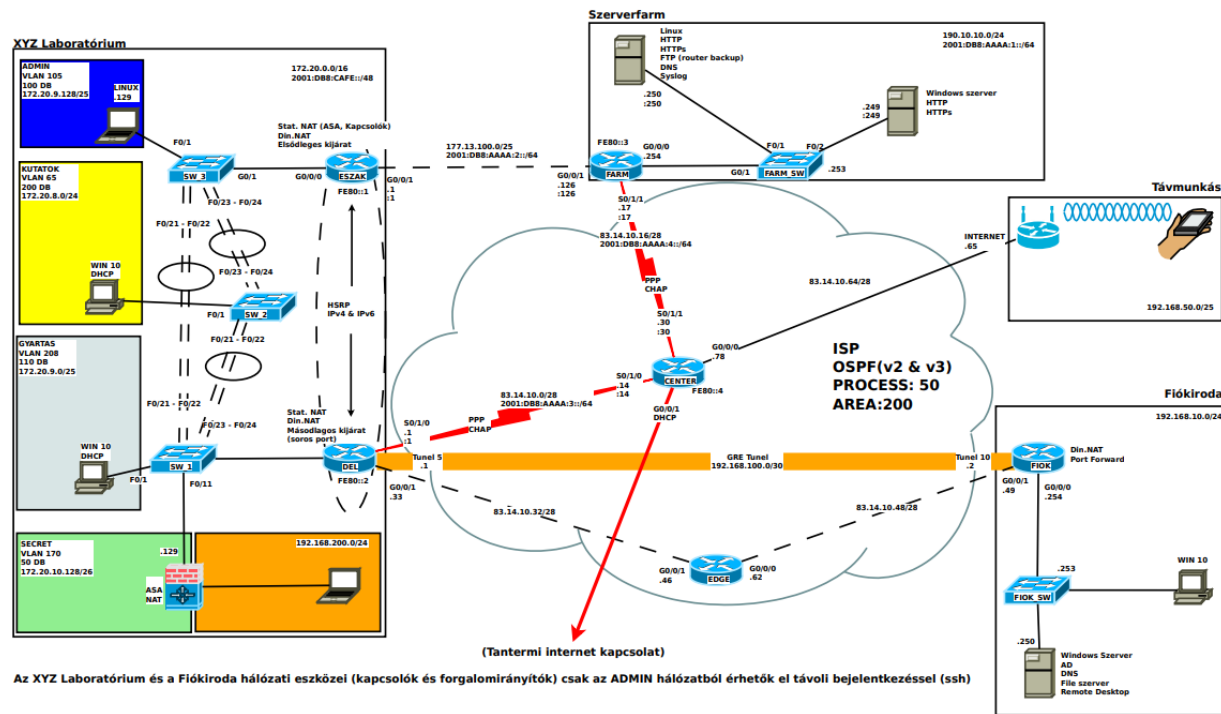 XYZ Laboratórium
ADMIN
VLAN 105
100 DB
172.20.9.128/25
LINUX
.129
F0/1
SW_3
G0/1
172.20.0.0/16
2001:DB8:CAFE::/48
Stat. NAT (ASA, Kapcsolók)
Din.NAT
Elsődleges kijárat
G0/0/0
ESZAK
FE80::1
G0/0/1
.1
:1
KUTATOK
VLAN 65
200 DB
172.20.8.0/24
WIN 10
DHCP
F0/23 - F0/24
F0/21 - F0/22
F0/23 - F0/24
F0/1
SW_2
F0/21 - F0/22
HSRP
IPv4 & IPv6
GYARTAS
VLAN 208
110 DB
172.20.9.0/25
WIN 10
DHCP
F0/21 - F0/22
F0/23 - F0/24
F0/1
SW_1
F0/11
Stat. NAT
Din.NAT
Másodlagos kijárat
(soros port)
DEL
FE80::2
S0/1/0
.1
:1
Tunel 5
.1
G0/0/1
.33
SECRET
VLAN 170
50 DB
172.20.10.128/26
.129
ASA
NAT
192.168.200.0/24
177.13.100.0/25
2001:DB8:AAAA:2::/64
Szerverfarm
Linux
HTTP
HTTPs
FTP (router backup)
DNS
Syslog
.250
:250
190.10.10.0/24
2001:DB8:AAAA:1::/64
Windows szerver
HTTP
HTTPs
.249
:249
F0/1
F0/2
FE80::3
G0/0/0
.254
G0/0/1
.126
:126
FARM
G0/1
FARM_SW
.253
S0/1/1
.17
:17
83.14.10.16/28
2001:DB8:AAAA:4::/64
PPP
CHAP
S0/1/1
.30
:30
G0/0/0
.78
S0/1/0
.14
:14
CENTER
FE80::4
G0/0/1
DHCP
83.14.10.0/28
2001:DB8:AAAA:3::/64
PPP
CHAP
ISP
OSPF(v2 & v3)
PROCESS: 50
AREA:200
83.14.10.64/28
Távmunkás
INTERNET
.65
192.168.50.0/25
GRE Tunel
192.168.100.0/30
Tunel 10
.2
83.14.10.32/28
83.14.10.48/28
G0/0/1
.46
EDGE
G0/0/0
.62
Fiókiroda
192.168.10.0/24
Din.NAT
Port Forward
FIOK
G0/0/1
.49
G0/0/0
.254
.253
FIOK_SW
WIN 10
.250
Windows Szerver
AD
DNS
File szerver
Remote Desktop
(Tantermi internet kapcsolat)
Az XYZ Laboratórium és a Fiókiroda hálózati eszközei (kapcsolók és forgalomirányítók) csak az ADMIN hálózatból érhetők el távoli bejelentkezéssel (ssh)